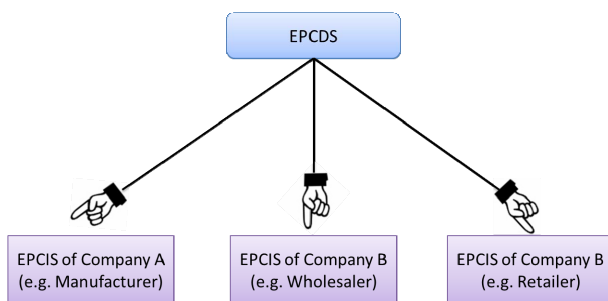 EPCDS
EPCIS of Company A
(e.g. Manufacturer)
EPCIS of Company B
(e.g. Wholesaler)
EPCIS of Company B
(e.g. Retailer)